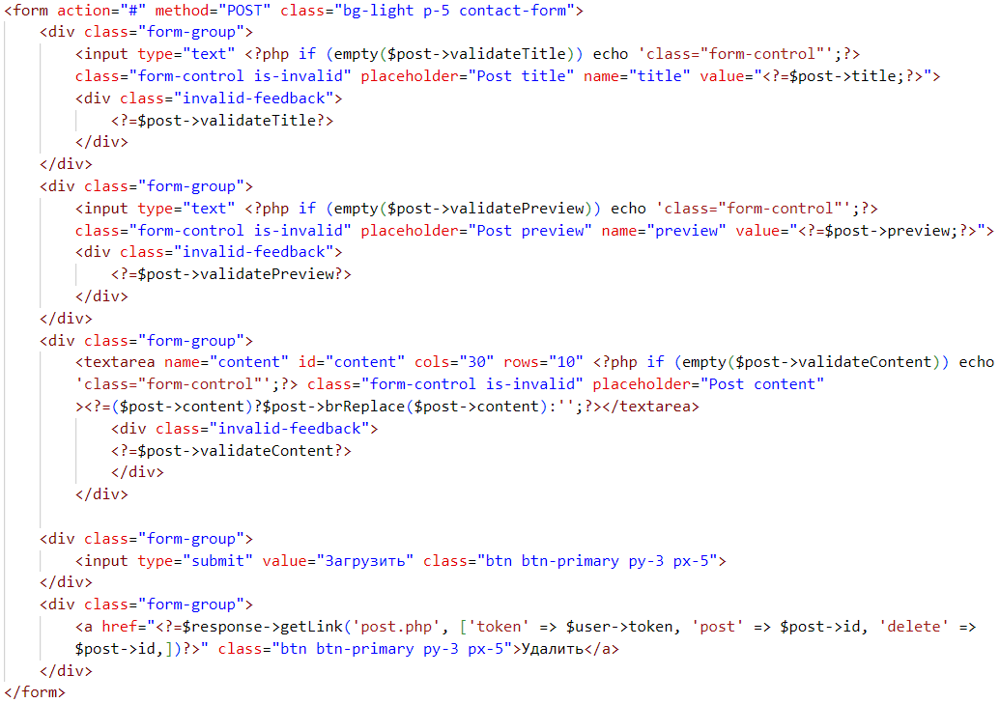 <form action="#" method="POST" class="bg-light p-5 contact-form">
<div class="form-group">
<input type="text" <?php if (empty($post->validateTitle)) echo 'class="form-control"';?>
class="form-control is-invalid" placeholder="Post title" name="title" value="<?=$post->title;?>">
<div class="invalid-feedback">
<?=$post->validateTitle?>
</div>
</div>
<div class="form-group">
<input type="text" <?php if (empty($post->validatePreview)) echo 'class="form-control"';?>
class="form-control is-invalid" placeholder="Post preview" name="preview" value="<?=$post->preview;?>">
<div class="invalid-feedback">
<?=$post->validatePreview?>
</div>
</div>
<div class="form-group">
<textarea name="content" id="content" cols="30" rows="10" <?php if (empty($post->validateContent)) echo
'class="form-control"';?> class="form-control is-invalid" placeholder="Post content"
><?=($post->content)?$post->brReplace($post->content):'';?></textarea>
<div class="invalid-feedback">
<?=$post->validateContent?>
</div>
</div>
<div class="form-group">
<input type="submit" value="Загрузить" class="btn btn-primary py-3 px-5">
</div>
<div class="form-group">
<a href="<?=$response->getLink('post.php', ['token' => $user->token, 'post' => $post->id, 'delete' =>
$post->id,])?>" class="btn btn-primary py-3 px-5">Удалить</a>
</div>
</form>